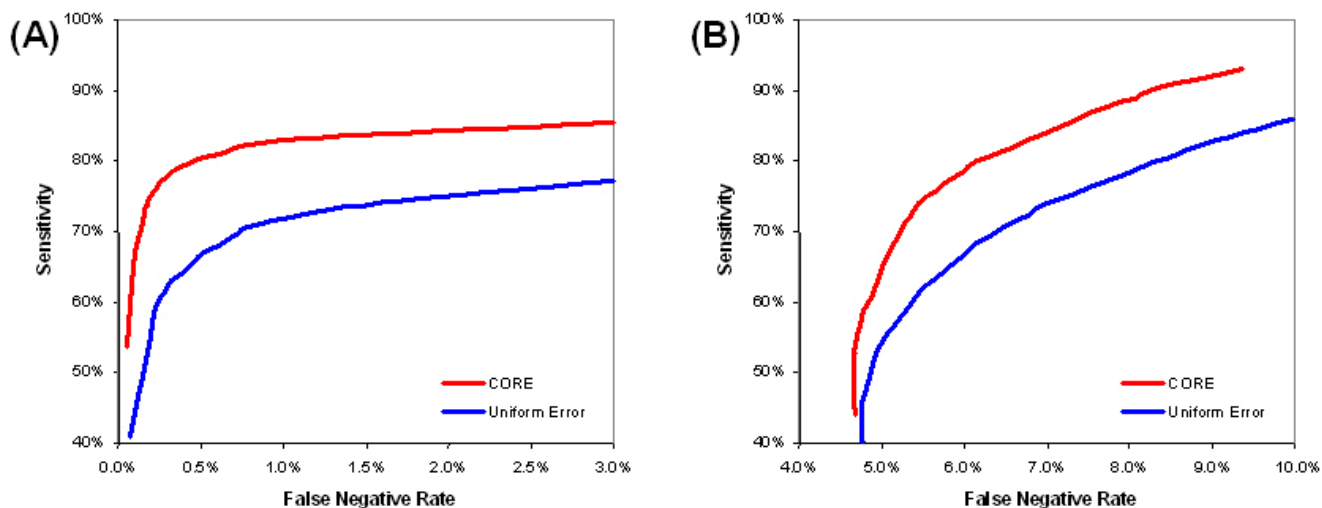 (A)
100%
90%
80%
70%
60%
50%
40%
Sensitivity
CORE
Uniform Error
0.0% 0.5% 1.0% 1.5% 2.0% 2.5% 3.0%
False Negative Rate
(B)
100%
90%
80%
70%
60%
50%
40%
Sensitivity
CORE
Uniform Error
4.0% 5.0% 6.0% 7.0% 8.0% 9.0% 10.0%
False Negative Rate